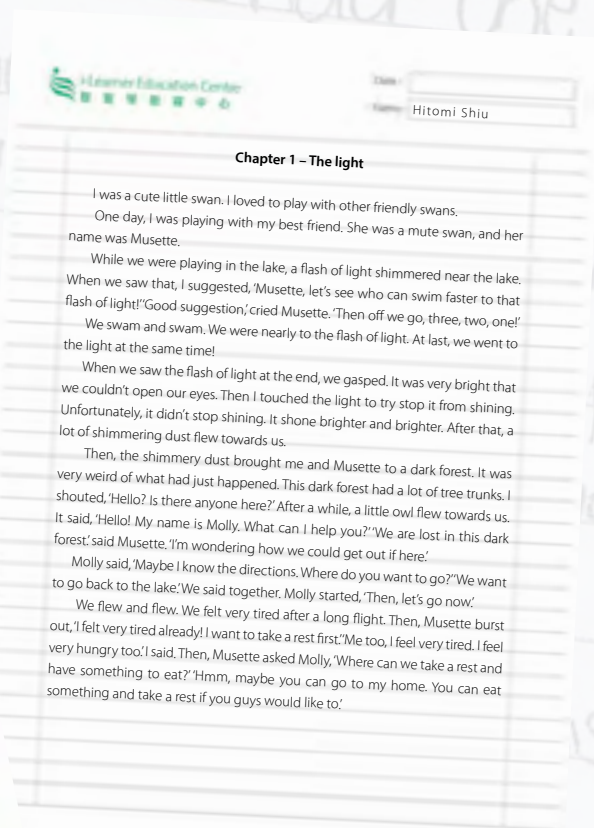 i-Learner Education Centre
Date :
Name :
Hitomi Shiu
Chapter 1 – The light
I was a cute little swan. I loved to play with other friendly swans.
One day, I was playing with my best friend. She was a mute swan, and her
name was Musette.
While we were playing in the lake, a flash of light shimmered near the lake.
When we saw that, I suggested, ‘Musette, let’s see who can swim faster to that
flash of light!’‘Good suggestion,’ cried Musette. ‘Then off we go, three, two, one!’
We swam and swam. We were nearly to the flash of light. At last, we went to
the light at the same time!
When we saw the flash of light at the end, we gasped. It was very bright that
we couldn’t open our eyes. Then I touched the light to try stop it from shining.
Unfortunately, it didn’t stop shining. It shone brighter and brighter. After that, a
lot of shimmering dust flew towards us.
Then, the shimmery dust brought me and Musette to a dark forest. It was
very weird of what had just happened. This dark forest had a lot of tree trunks. I
shouted, ‘Hello? Is there anyone here?’ After a while, a little owl flew towards us.
It said, ‘Hello! My name is Molly. What can I help you?’ ‘We are lost in this dark
forest.’ said Musette. ‘I’m wondering how we could get out if here.’
Molly said, ‘Maybe I know the directions. Where do you want to go?’‘We want
to go back to the lake.’ We said together. Molly started, ‘Then, let’s go now.’
We flew and flew. We felt very tired after a long flight. Then, Musette burst
out, ‘I felt very tired already! I want to take a rest first.’‘Me too, I feel very tired. I feel
very hungry too.’ I said. Then, Musette asked Molly, ‘Where can we take a rest and
have something to eat?’ ‘Hmm, maybe you can go to my home. You can eat
something and take a rest if you guys would like to.’